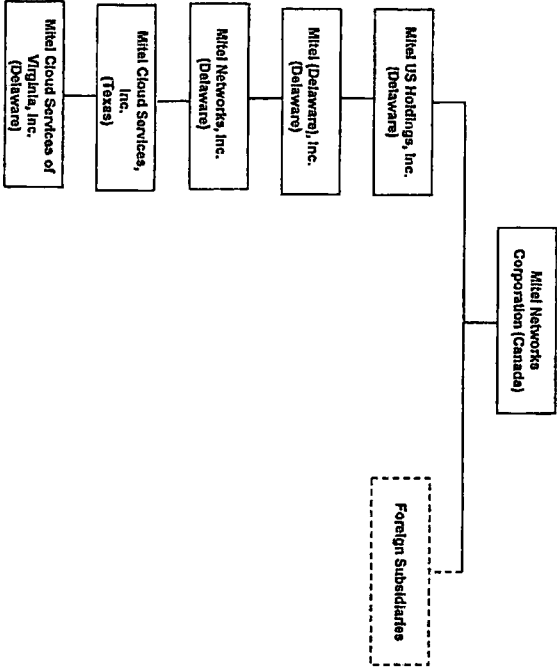 Mitel Networks
Corporation (Canada)
Mitel US Holdings, Inc.
(Delaware)
Foreign Subsidiaries
Mitel (Delaware), Inc.
(Delaware)
Mitel Networks, Inc.
(Delaware)
Mitel Cloud Services,
Inc.
(Texas)
Mitel Cloud Services of
Virginia, Inc.
(Delaware)